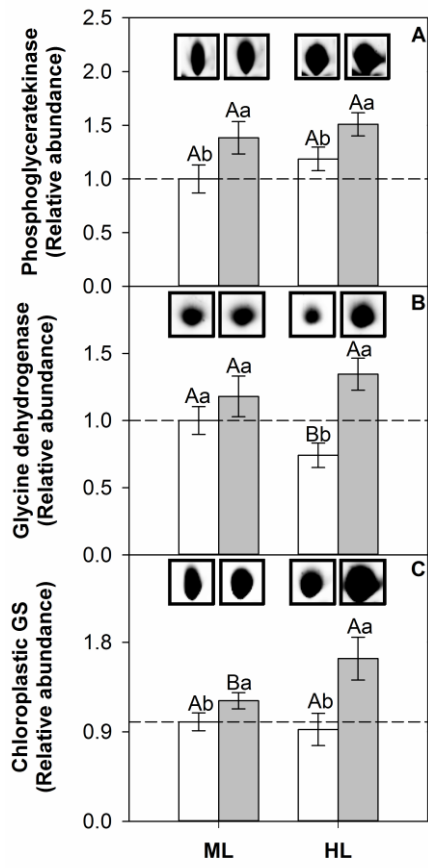 A
Phosphoglyceratekinase
(Relative abundance)
2.5
2.0
1.5
1.0
0.5
0.0
Ab
Aa
Ab
Aa
B
Glycine dehydrogenase
(Relative abundance)
1.5
1.0
0.5
0.0
Aa
Aa
Bb
Aa
C
Chloroplastic GS
(Relative abundance)
1.8
0.9
0.0
Ab
Ba
Ab
Aa
ML
HL